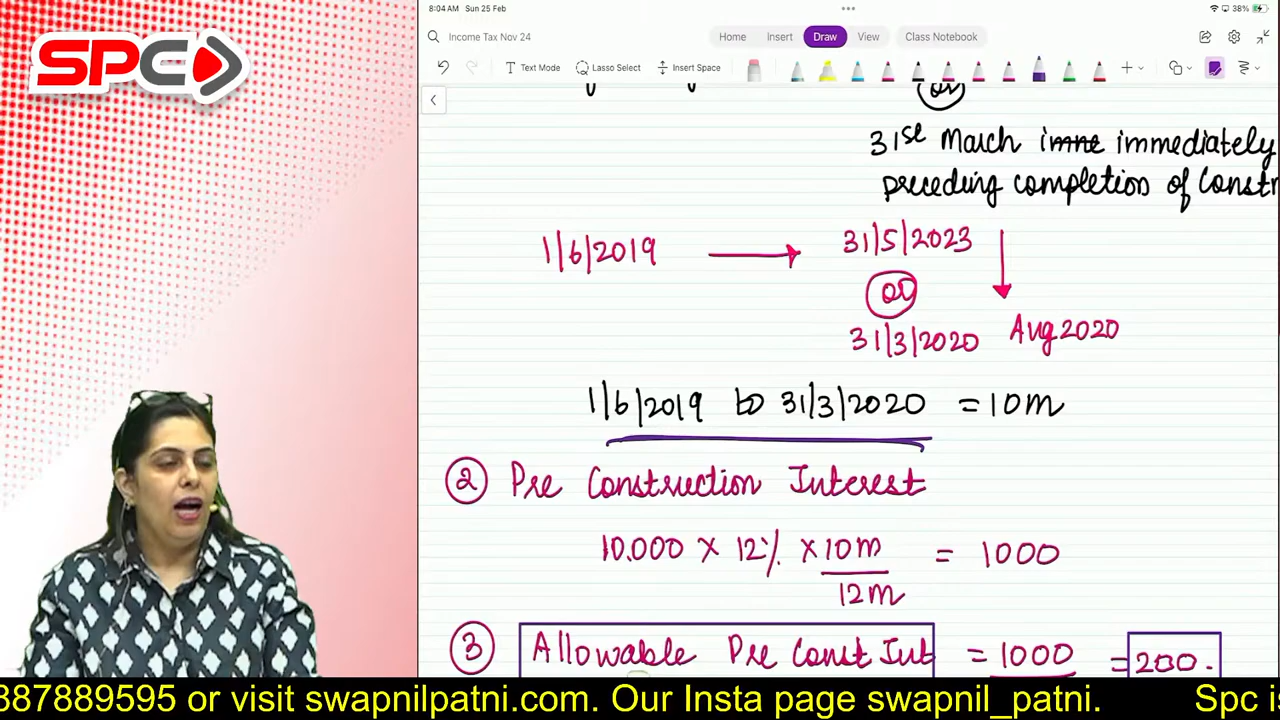 8:04 AM Sun 25 Feb
38%
Income Tax Nov 24
Home Insert Draw View Class Notebook
Text Mode Lasso Select Insert Space
SPC
or
31st March imne immediately
preceding completion of Constr
1/6/2019 31/5/2023
or
31/3/2020 Aug 2020
1/6/2019 to 31/3/2020 = 10m
2 Pre Construction Interest
10.000 × 12% × 10m = 1000
12m
3 Allowable Pre Const Int = 1000 = 200.
387889595 or visit swapnilpatni.com. Our Insta page swapnil_patni. Spc is